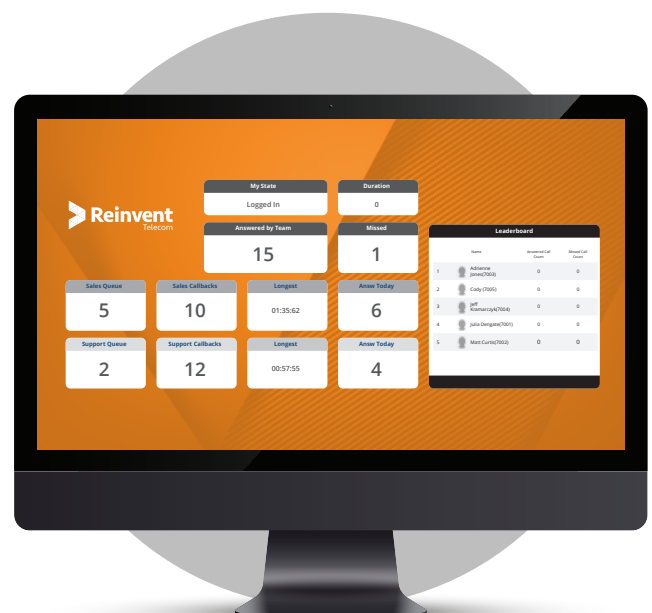 Reinvent
Telecom
My State
Logged In
Duration
0
Answered by Team
15
Missed
1
Sales Queue
5
Sales Callbacks
10
Longest
01:35:62
Answ Today
6
Support Queue
2
Support Callbacks
12
Longest
00:57:55
Answ Today
4
Leaderboard
Name Answered Call Missed Call
Count Count
1 Adrienne
Jones(7003) 0 0
2 Cody (7005) 0 0
3 Jeff
Kramarczyk(7004) 0 0
4 Julia Dengate(7001) 0 0
5 Matt Curtis(7002) 0 0